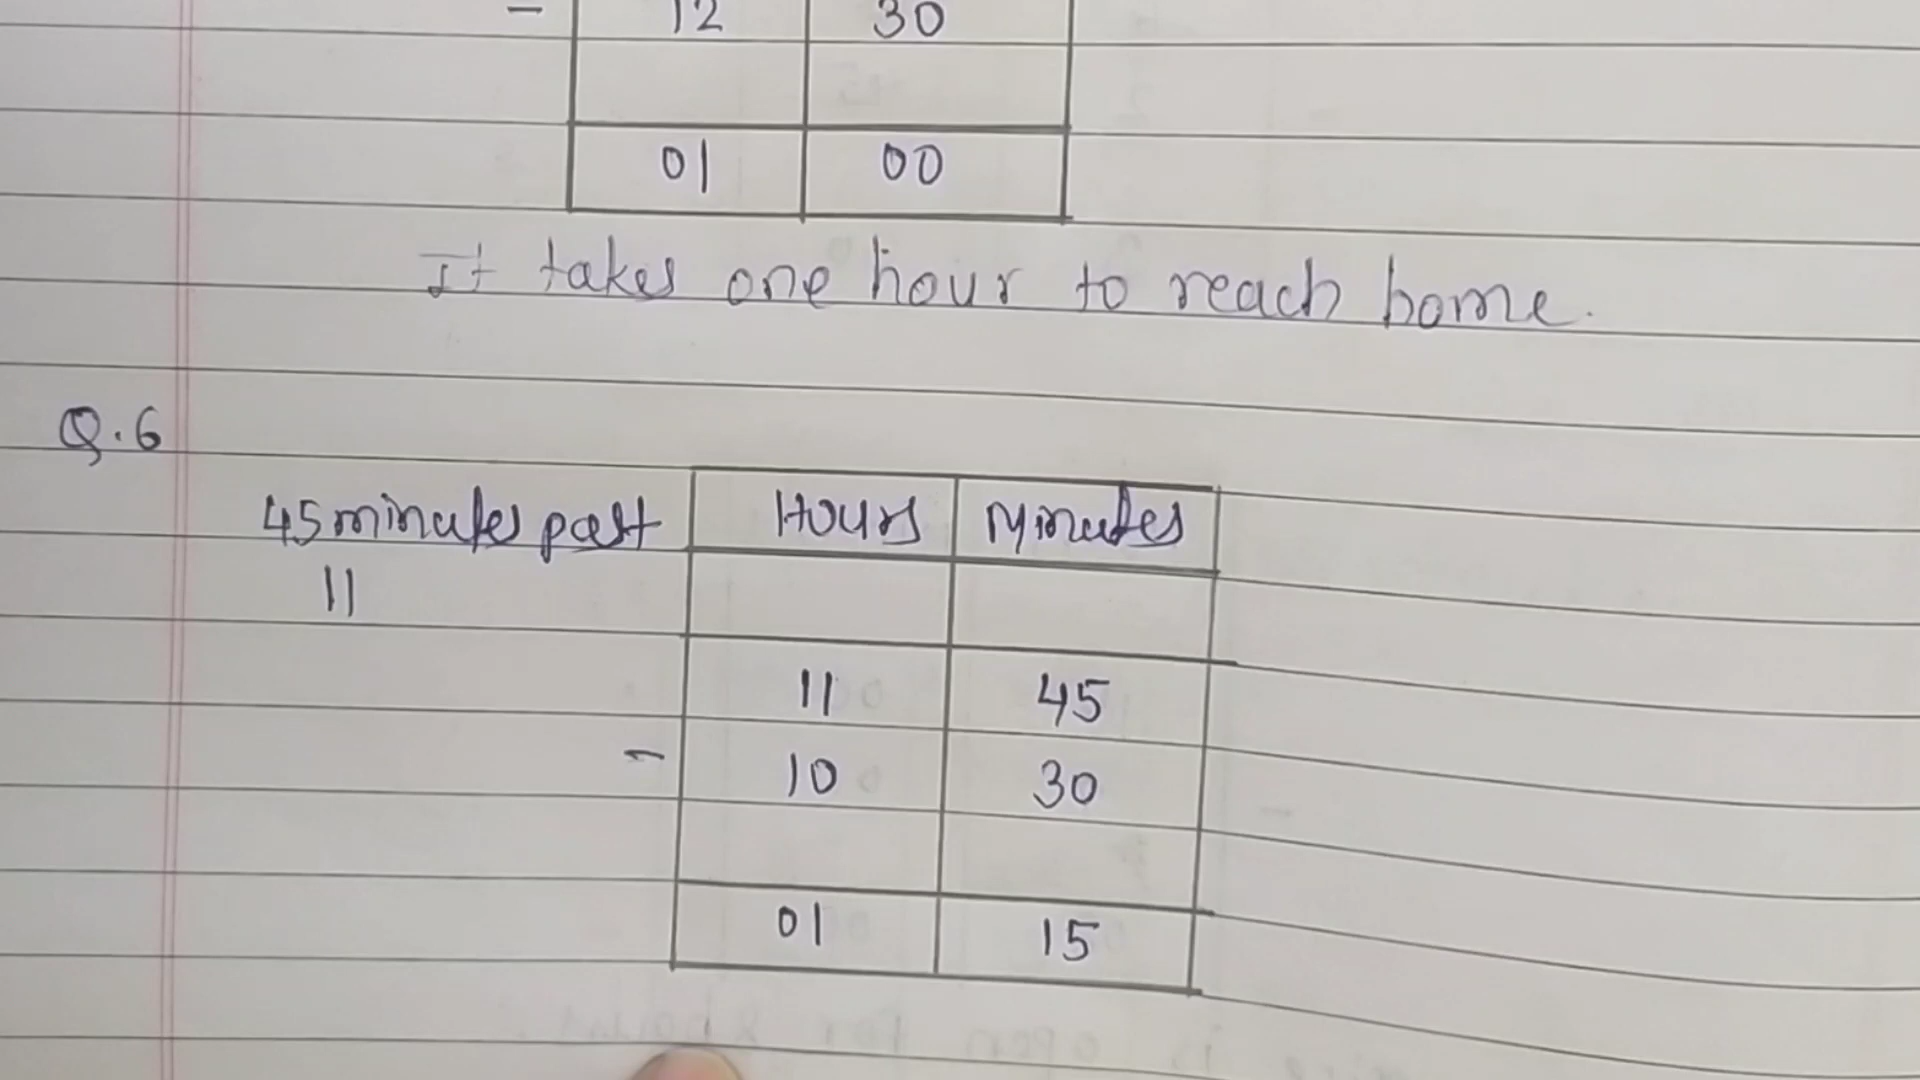 - 12 30
01 00
It takes one hour to reach home.
Q.6
45 minutes past Hours Minutes
11
11 45
- 10 30
01 15